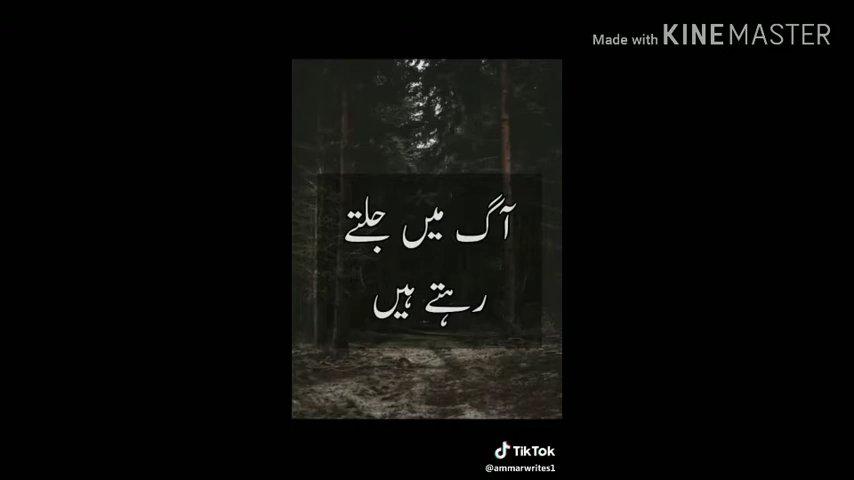 Made with KINEMASTER
آگ میں جلتے
رہتے ہیں
TikTok
@ammarwrites1